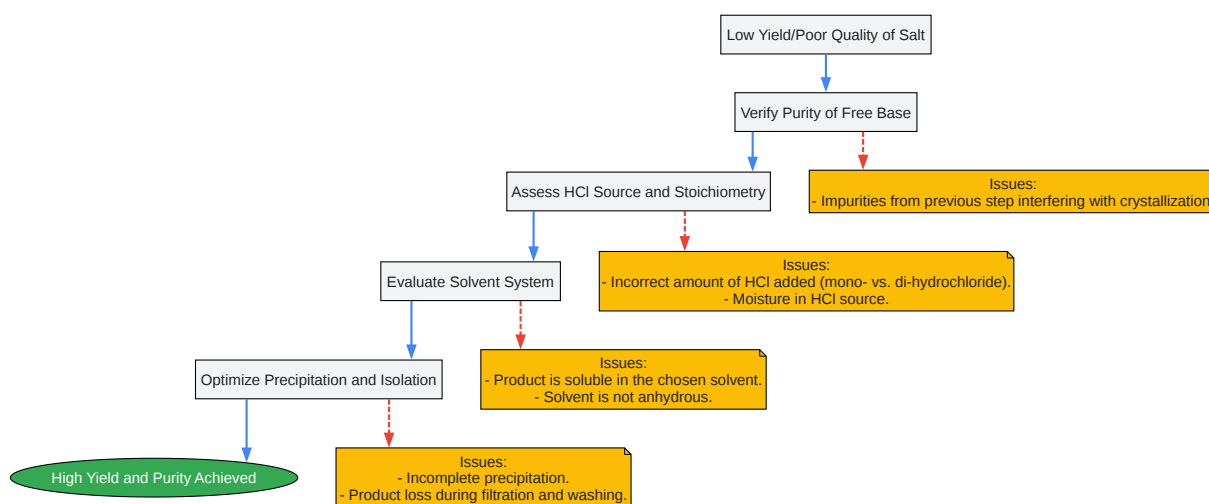 Low Yield/Poor Quality of Salt
Verify Purity of Free Base
Issues:
- Impurities from previous step interfering with crystallization
Assess HCl Source and Stoichiometry
Issues:
- Incorrect amount of HCl added (mono- vs. di-hydrochloride).
- Moisture in HCl source.
Evaluate Solvent System
Issues:
- Product is soluble in the chosen solvent.
- Solvent is not anhydrous.
Optimize Precipitation and Isolation
Issues:
- Incomplete precipitation.
- Product loss during filtration and washing.
High Yield and Purity Achieved